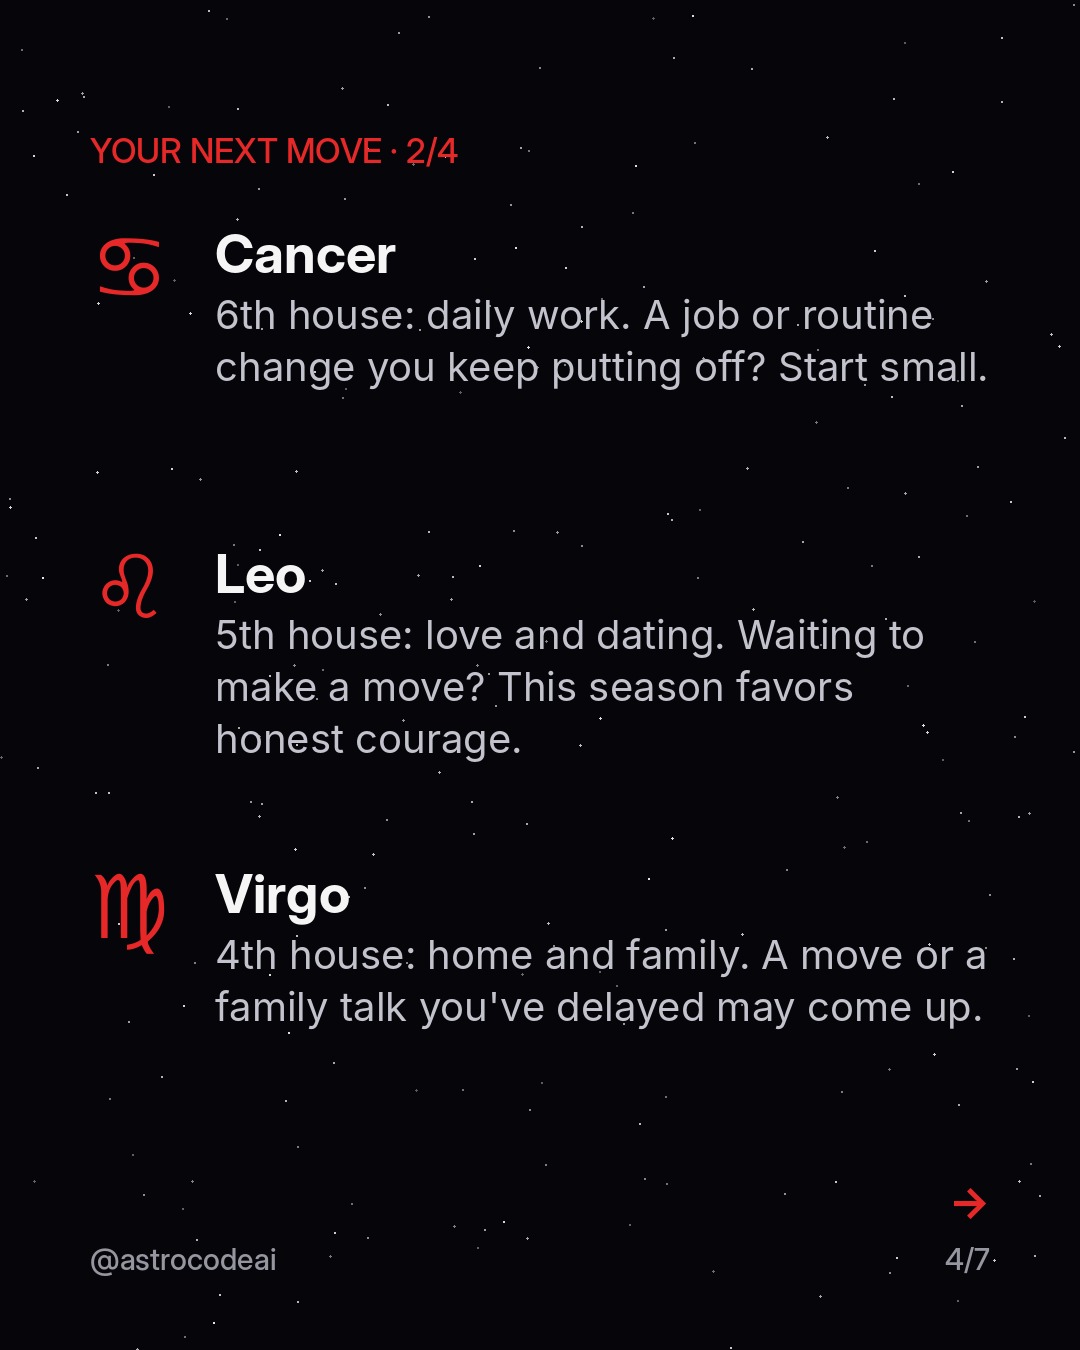 YOUR NEXT MOVE · 2/4
♋ Cancer
6th house: daily work. A job or routine
change you keep putting off? Start small.
♌ Leo
5th house: love and dating. Waiting to
make a move? This season favors
honest courage.
♍ Virgo
4th house: home and family. A move or a
family talk you've delayed may come up.
→
@astrocodeai
4/7